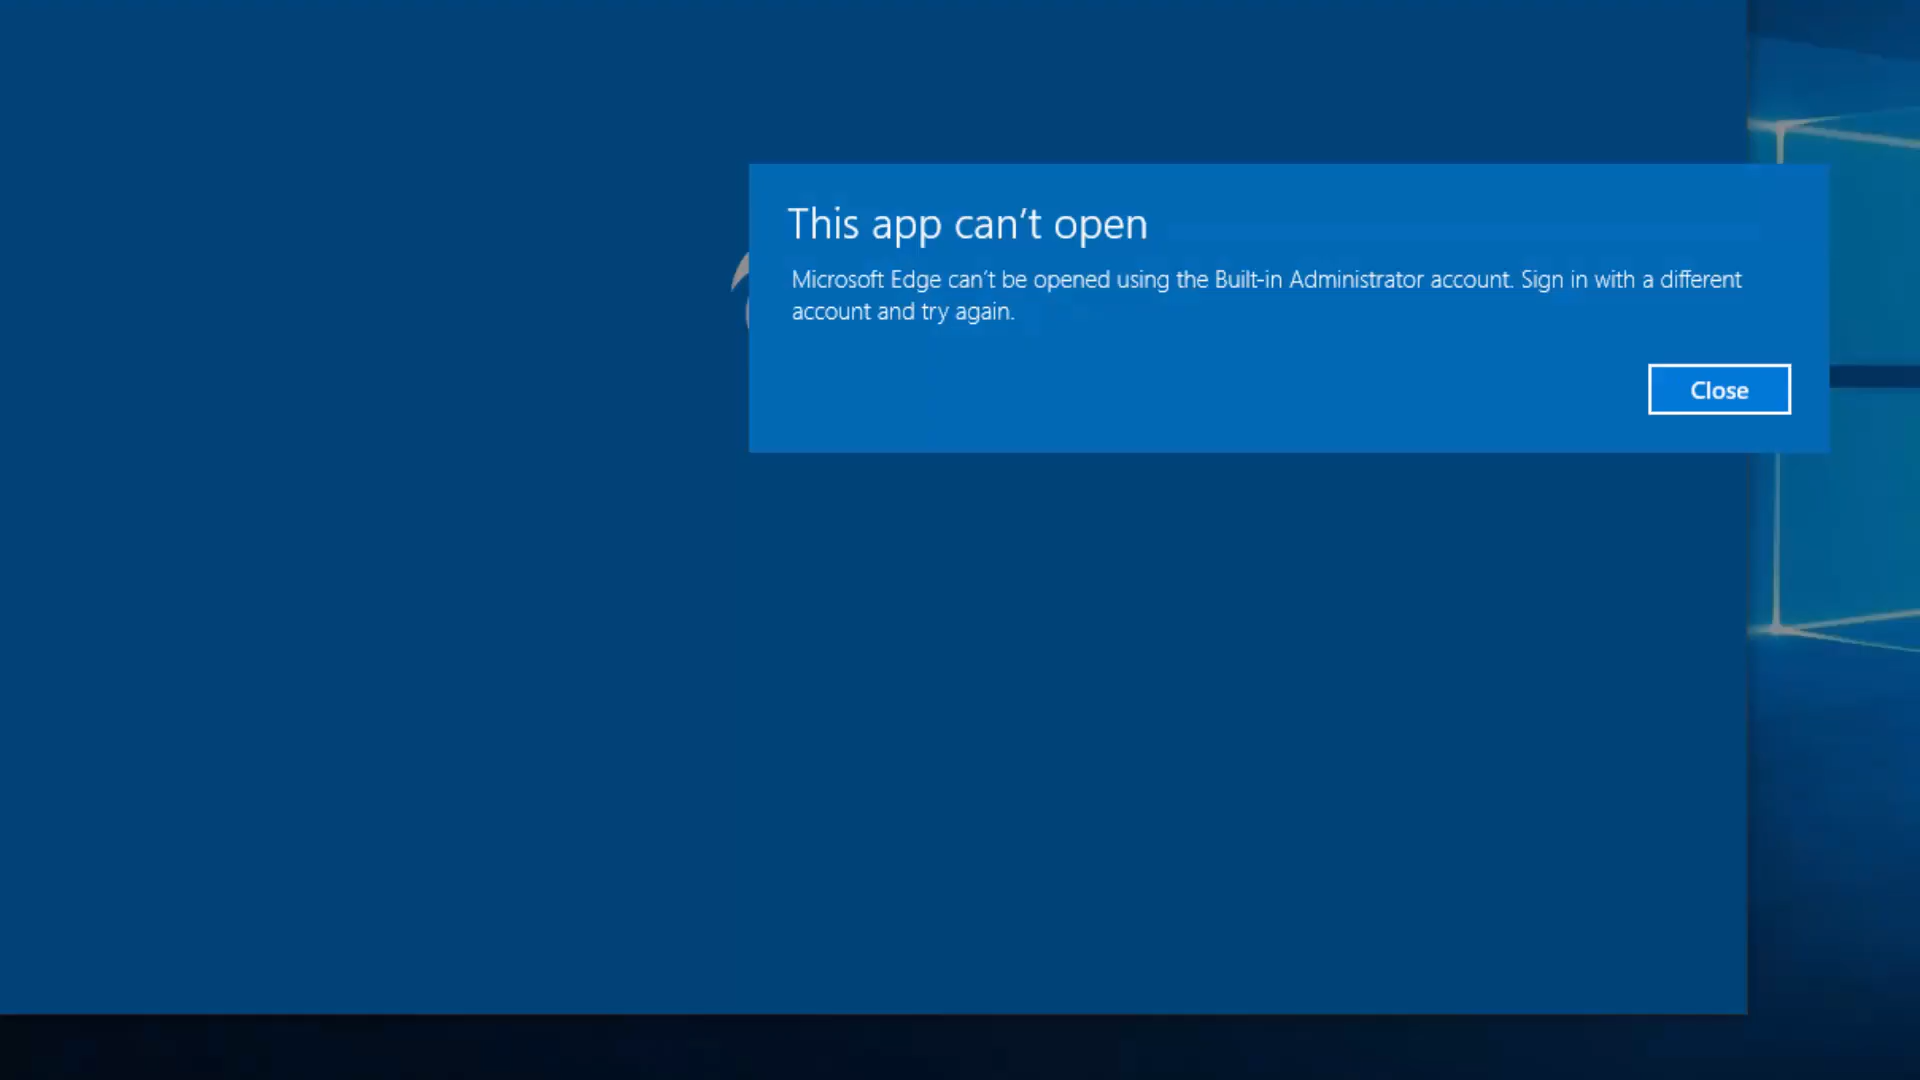 This app can’t open
Microsoft Edge can’t be opened using the Built-in Administrator account. Sign in with a different
account and try again.
Close